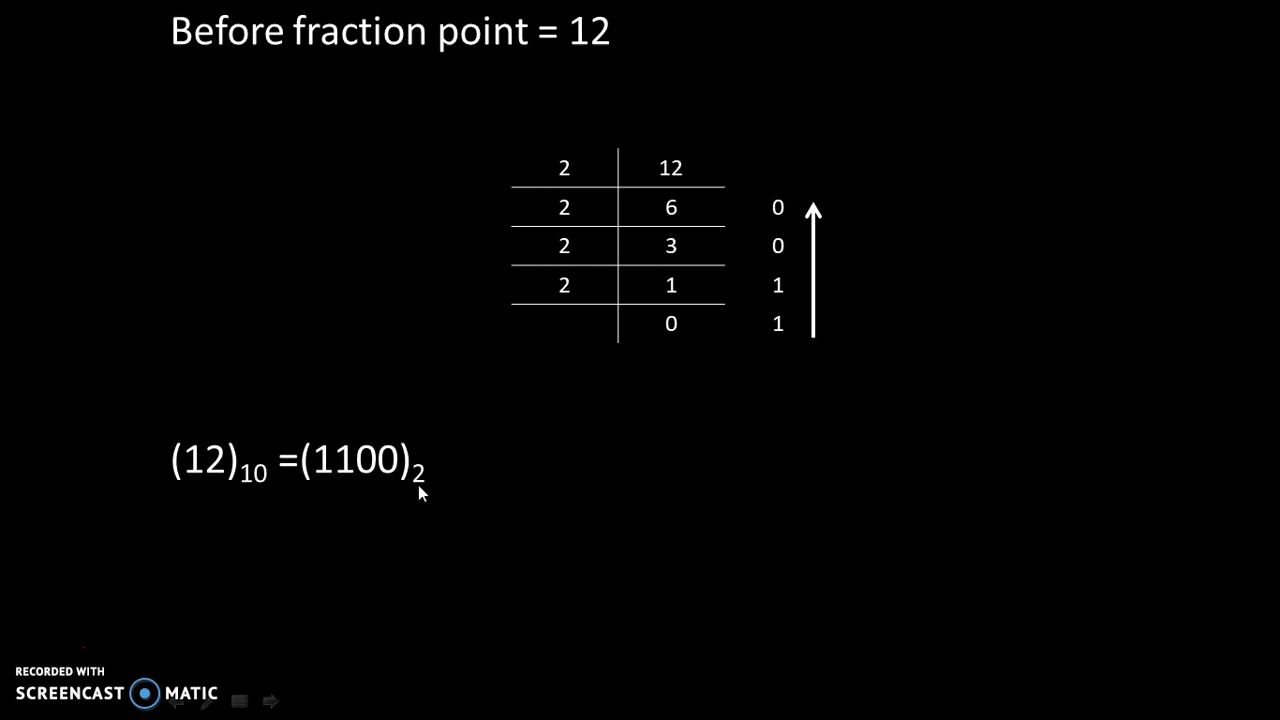 Before fraction point = 12
2 12
2 6 0
2 3 0
2 1 1
0 1
(12)10 =(1100)2
RECORDED WITH
SCREENCAST MATIC